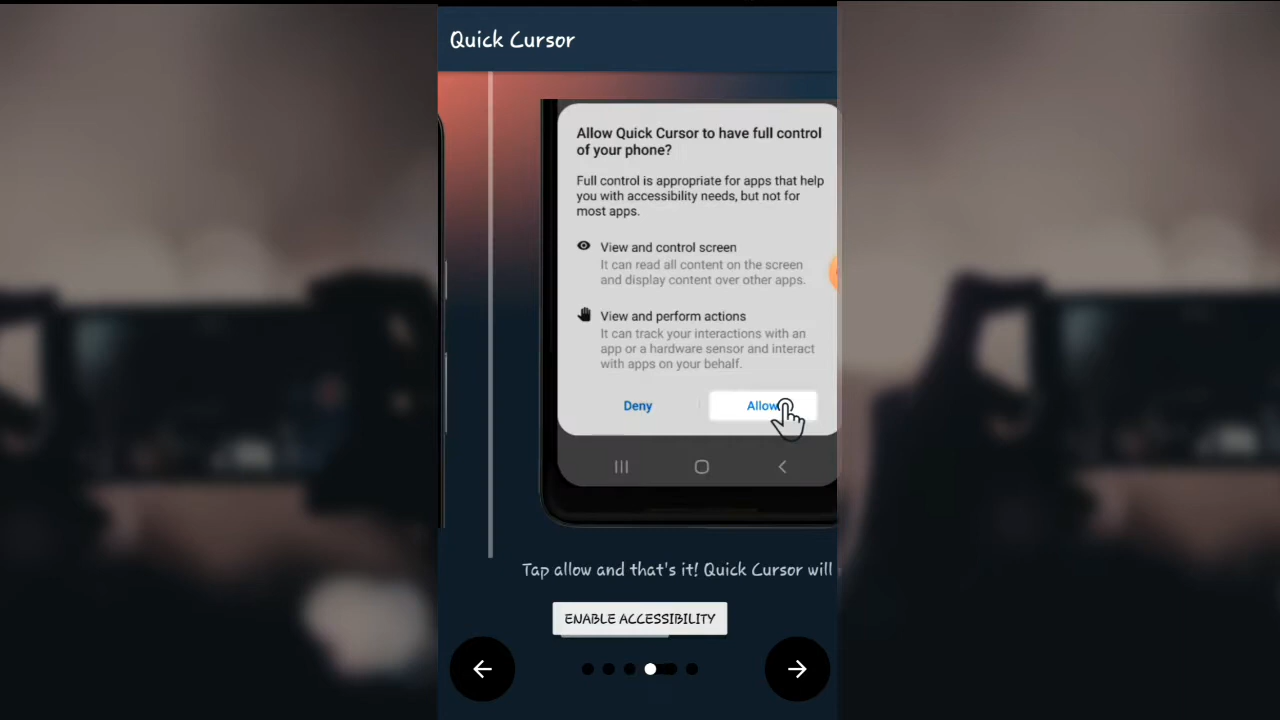 Quick Cursor
Allow Quick Cursor to have full control
of your phone?
Full control is appropriate for apps that help
you with accessibility needs, but not for
most apps.
View and control screen
It can read all content on the screen
and display content over other apps.
View and perform actions
It can track your interactions with an
app or a hardware sensor and interact
with apps on your behalf.
Deny
Allow
Tap allow and that's it! Quick Cursor will
ENABLE ACCESSIBILITY